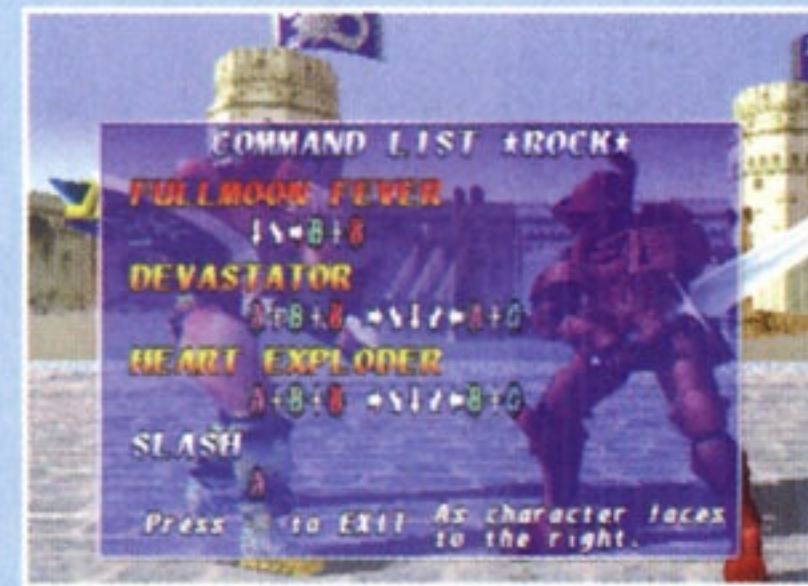 COMMAND LIST ★ROCK★
FULLMOON FEVER
↓↘➡B+K
DEVASTATOR
A+B+K ➡↘↓↙➡A+G
HEART EXPLODER
A+B+K ➡↘↓↙➡B+G
SLASH
A
Press to EXIT As character faces
to the right.